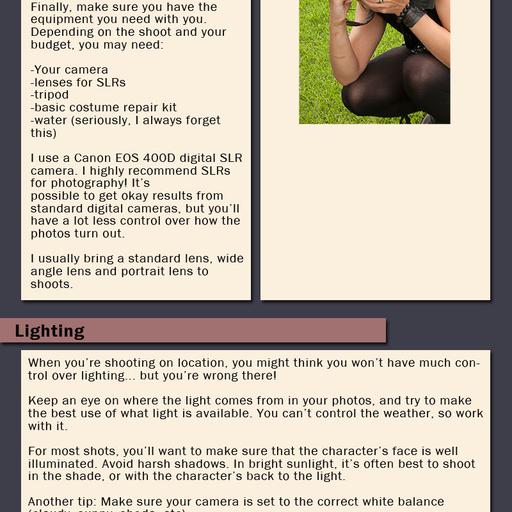 Finally, make sure you have the
equipment you need with you.
Depending on the shoot and your
budget, you may need:
-Your camera
-lenses for SLRs
-tripod
-basic costume repair kit
-water (seriously, I always forget
this)
I use a Canon EOS 400D digital SLR
camera. I highly recommend SLRs
for photography! It's
possible to get okay results from
standard digital cameras, but you'll
have a lot less control over how the
photos turn out.
I usually bring a standard lens, wide
angle lens and portrait lens to
shoots.
Lighting
When you're shooting on location, you might think you won't have much con-
trol over lighting... but you're wrong there!
Keep an eye on where the light comes from in your photos, and try to make
the best use of what light is available. You can't control the weather, so work
with it.
For most shots, you'll want to make sure that the character's face is well
illuminated. Avoid harsh shadows. In bright sunlight, it's often best to shoot
in the shade, or with the character's back to the light.
Another tip: Make sure your camera is set to the correct white balance
(cloudy, sunny, shade, etc)